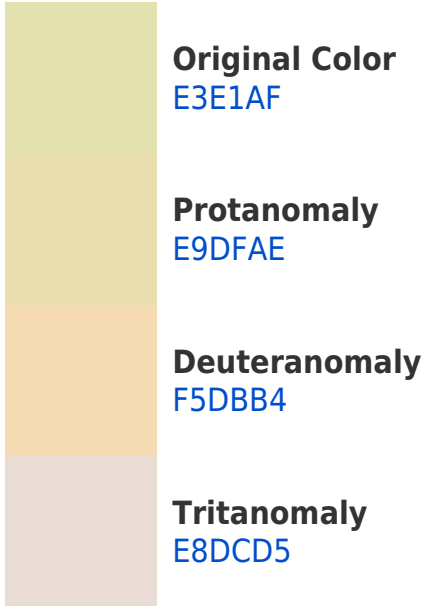 Original Color
E3E1AF
Protanomaly
E9DFAE
Deuteranomaly
F5DBB4
Tritanomaly
E8DCD5